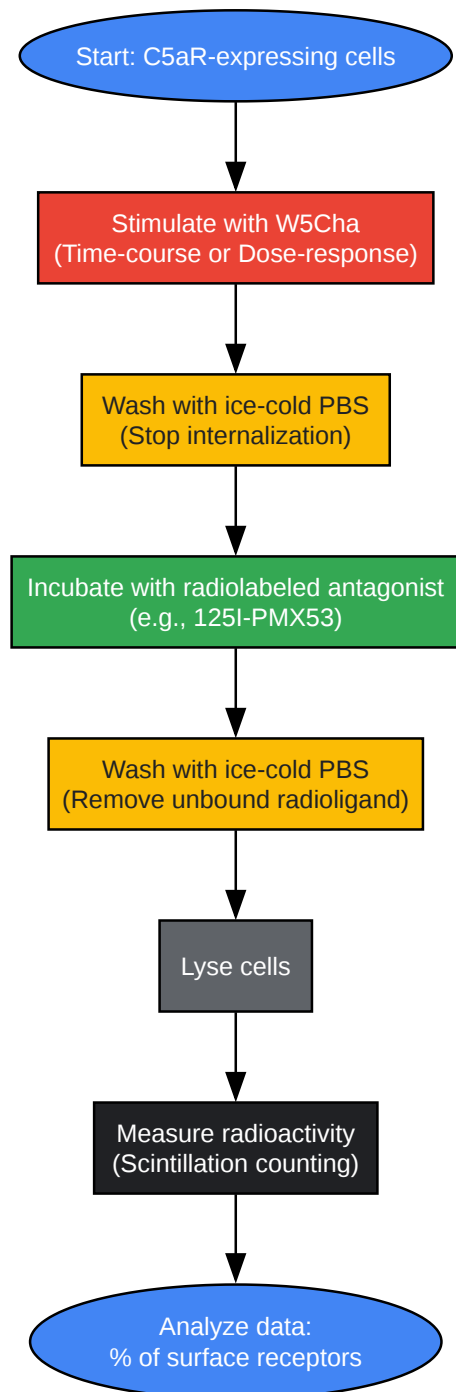 Start: C5aR-expressing cells
Stimulate with W5Cha
(Time-course or Dose-response)
Wash with ice-cold PBS
(Stop internalization)
Incubate with radiolabeled antagonist
(e.g., 125I-PMX53)
Wash with ice-cold PBS
(Remove unbound radioligand)
Lyse cells
Measure radioactivity
(Scintillation counting)
Analyze data:
% of surface receptors